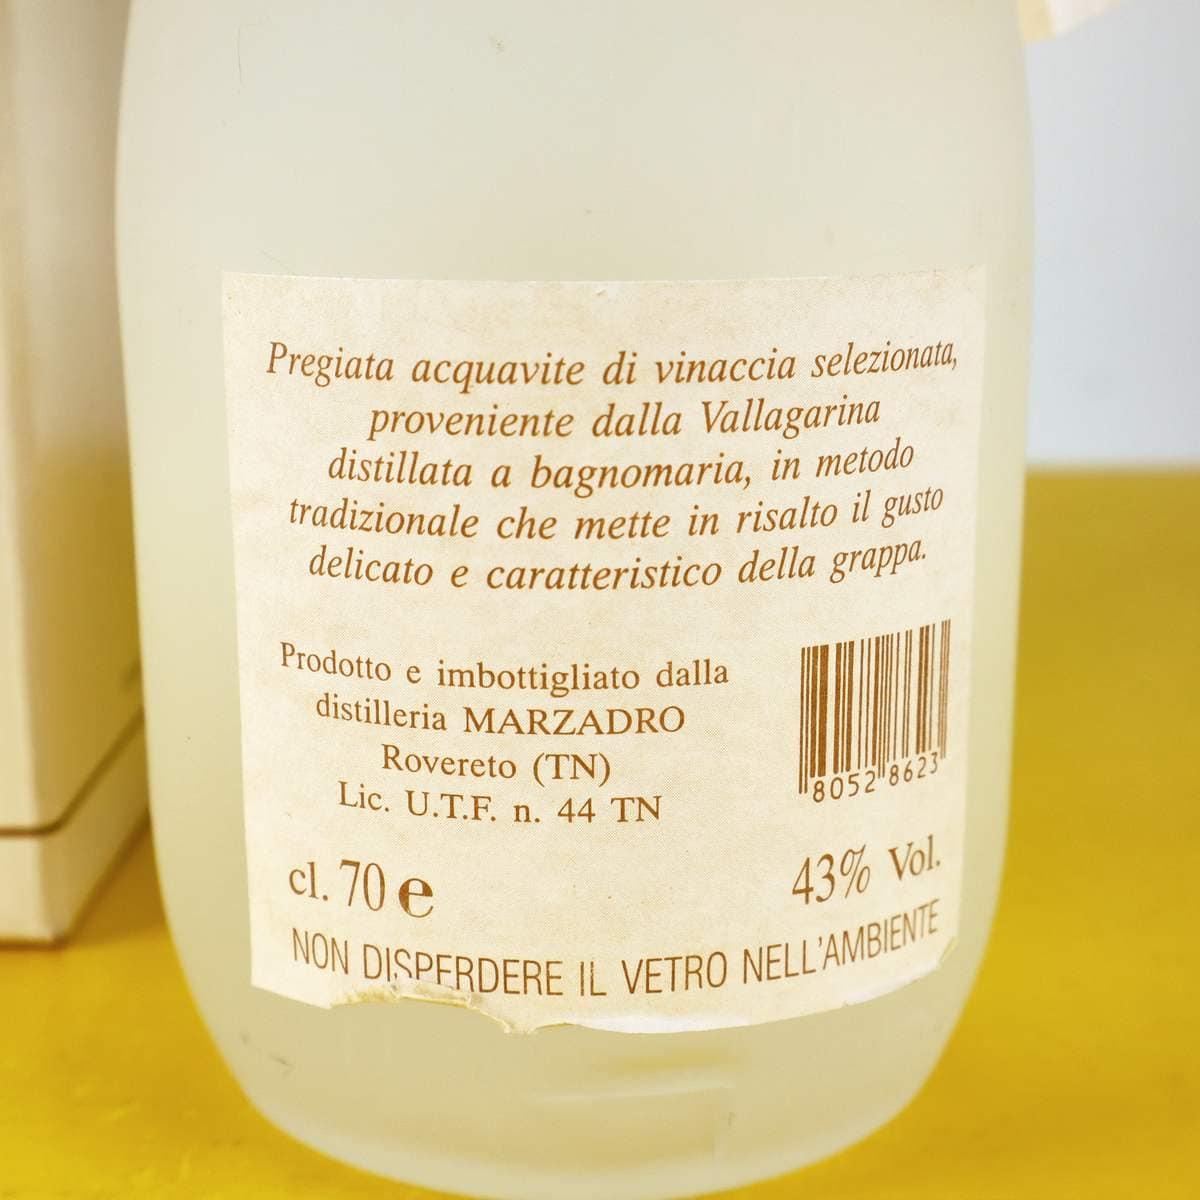 Pregiata acquavite di vinaccia selezionata,
proveniente dalla Vallagarina
distillata a bagnomaria, in metodo
tradizionale che mette in risalto il gusto
delicato e caratteristico della grappa.
Prodotto e imbottigliato dalla
distilleria MARZADRO
Rovereto (TN)
Lic. U.T.F. n. 44 TN
8052 8623
cl. 70 e
43% Vol.
NON DISPERDERE IL VETRO NELL'AMBIENTE